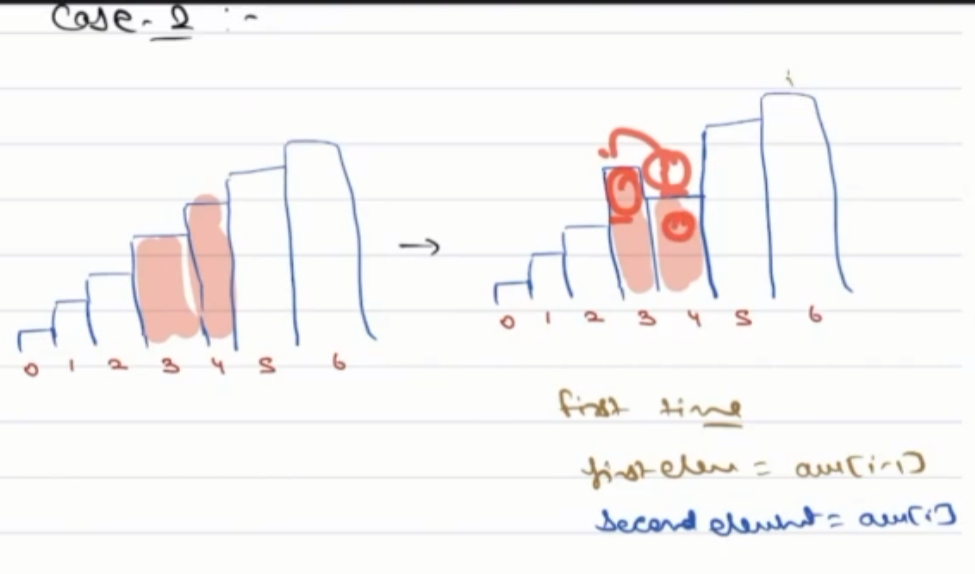 Case-2 :-
i
→
0 1 2 3 4 5 6
0 1 2 3 4 5 6
first time
first elem = arr[i-1]
second element = arr[i]